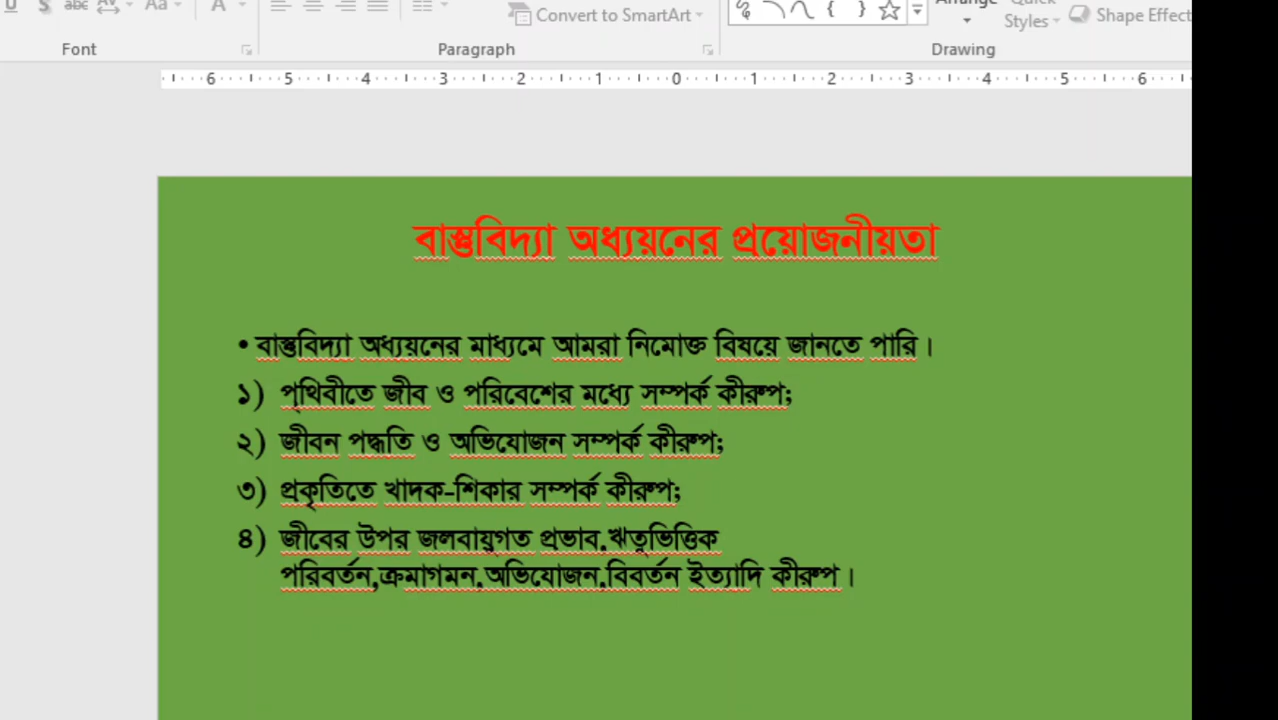 abc
AV
Aa
A
Convert to SmartArt
Styles
Shape Effect
Font
Paragraph
Drawing
6 5 4 3 2 1 0 1 2 3 4 5 6
বাস্তুবিদ্যা অধ্যয়নের প্রয়োজনীয়তা
• বাস্তুবিদ্যা অধ্যয়নের মাধ্যমে আমরা নিমোক্ত বিষয়ে জানতে পারি।
১) পৃথিবীতে জীব ও পরিবেশের মধ্যে সম্পর্ক কীরুপ;
২) জীবন পদ্ধতি ও অভিযোজন সম্পর্ক কীরুপ;
৩) প্রকৃতিতে খাদক-শিকার সম্পর্ক কীরুপ;
৪) জীবের উপর জলবায়ুগত প্রভাব,ঋতুভিত্তিক
পরিবর্তন,ক্রমাগমন,অভিযোজন,বিবর্তন ইত্যাদি কীরুপ।